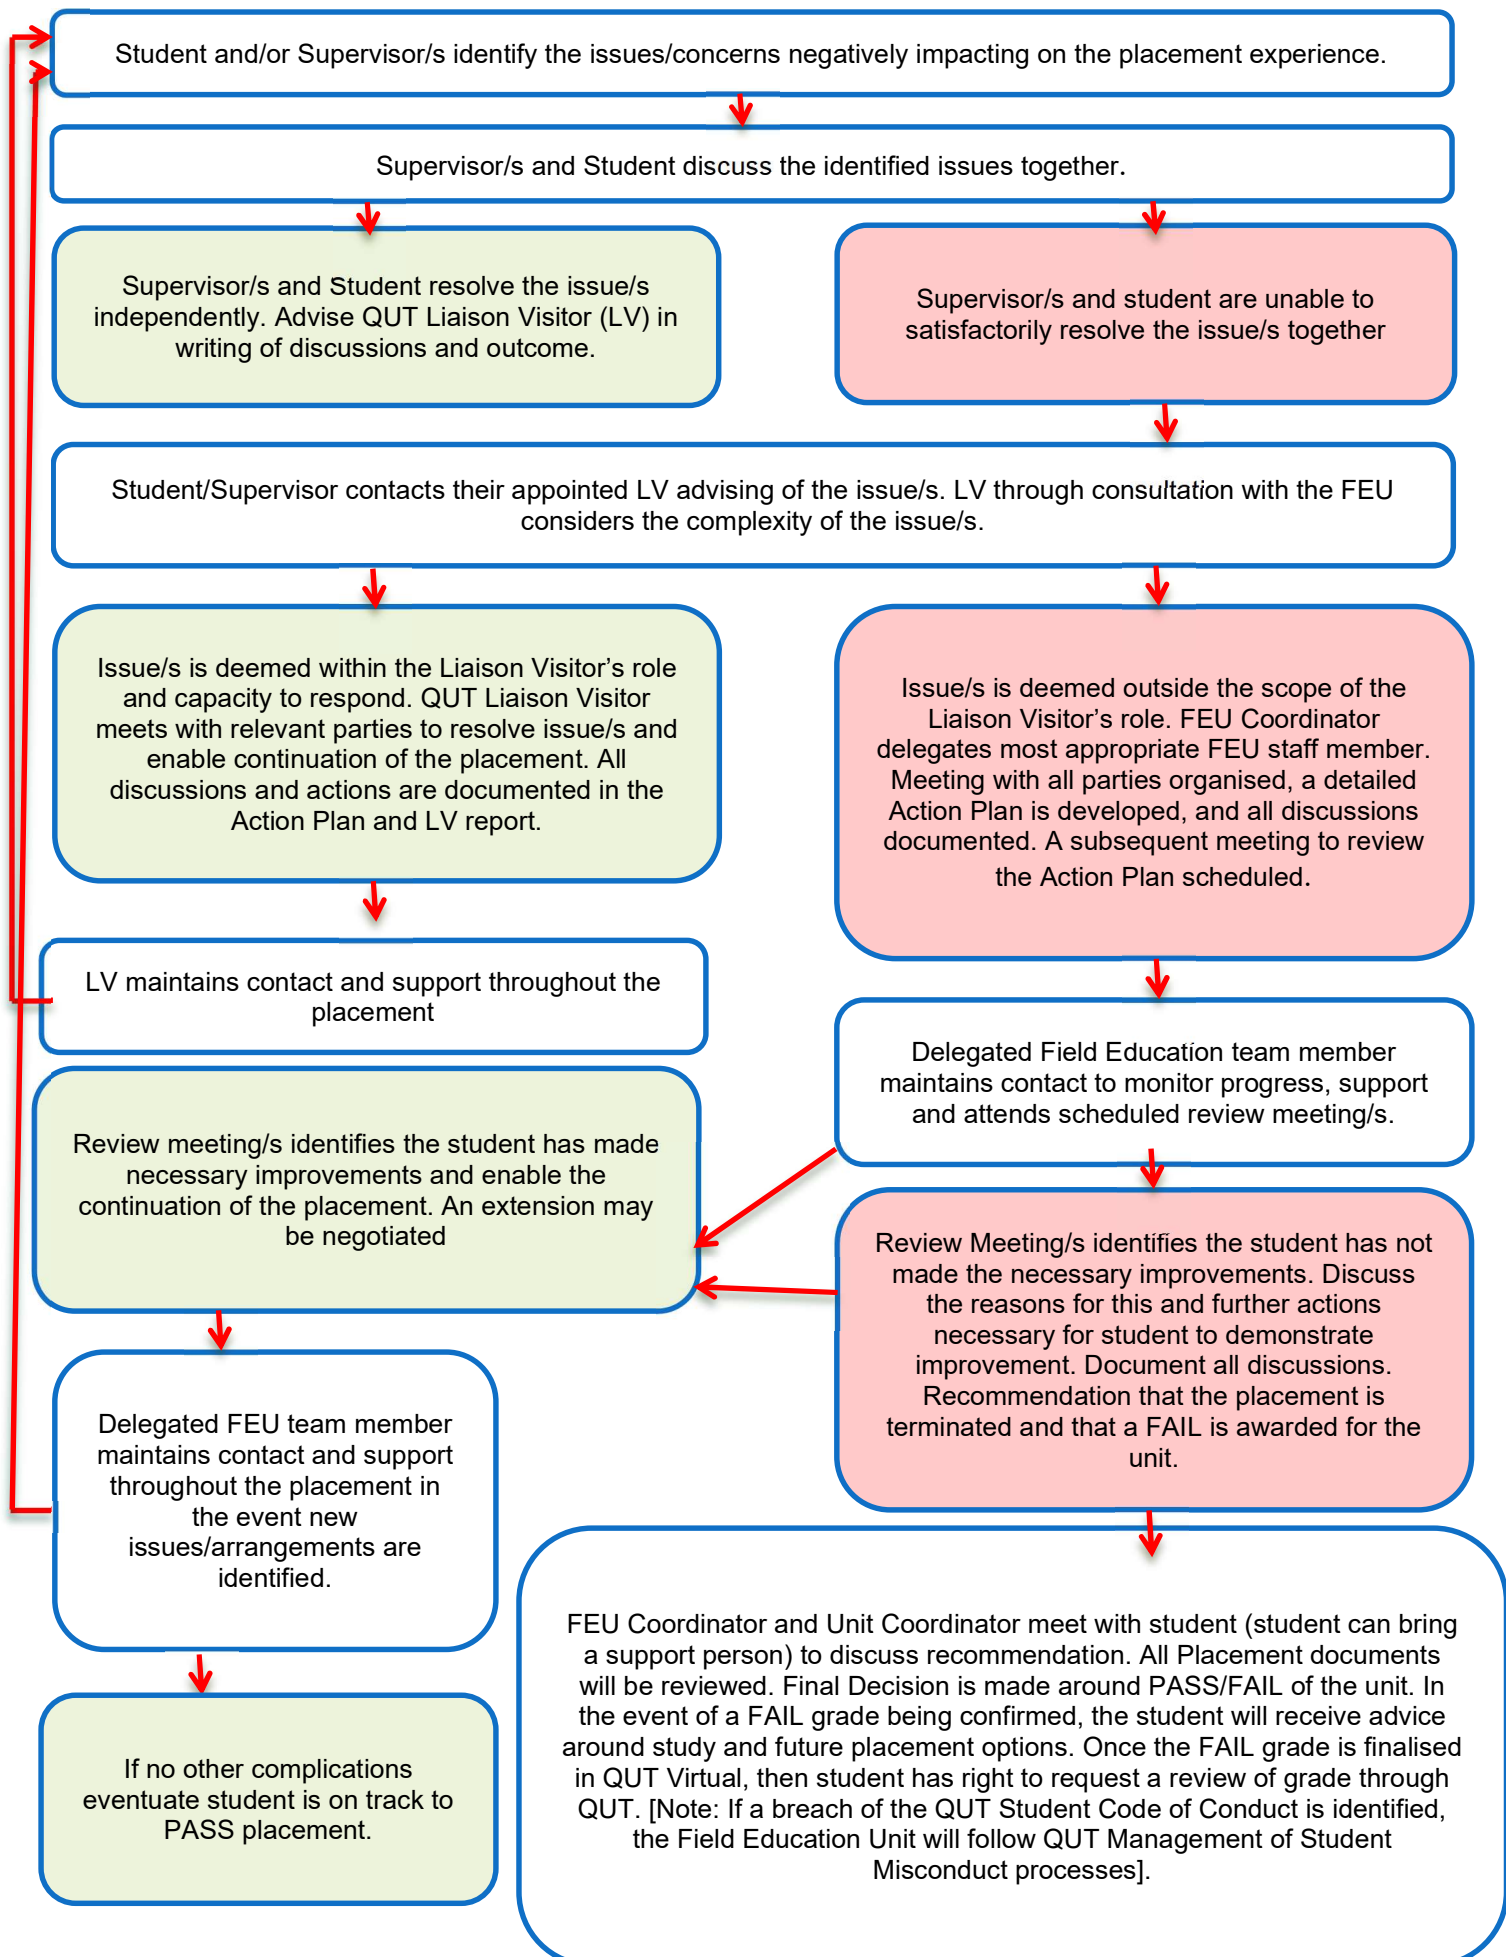 Student and/or Supervisor/s identify the issues/concerns negatively impacting on the placement experience.
Supervisor/s and Student discuss the identified issues together.
Supervisor/s and Student resolve the issue/s
independently. Advise QUT Liaison Visitor (LV) in
writing of discussions and outcome.
Supervisor/s and student are unable to
satisfactorily resolve the issue/s together
Student/Supervisor contacts their appointed LV advising of the issue/s. LV through consultation with the FEU
considers the complexity of the issue/s.
Issue/s is deemed within the Liaison Visitor’s role
and capacity to respond. QUT Liaison Visitor
meets with relevant parties to resolve issue/s and
enable continuation of the placement. All
discussions and actions are documented in the
Action Plan and LV report.
Issue/s is deemed outside the scope of the
Liaison Visitor’s role. FEU Coordinator
delegates most appropriate FEU staff member.
Meeting with all parties organised, a detailed
Action Plan is developed, and all discussions
documented. A subsequent meeting to review
the Action Plan scheduled.
LV maintains contact and support throughout the
placement
Delegated Field Education team member
maintains contact to monitor progress, support
and attends scheduled review meeting/s.
Review meeting/s identifies the student has made
necessary improvements and enable the
continuation of the placement. An extension may
be negotiated
Review Meeting/s identifies the student has not
made the necessary improvements. Discuss
the reasons for this and further actions
necessary for student to demonstrate
improvement. Document all discussions.
Recommendation that the placement is
terminated and that a FAIL is awarded for the
unit.
Delegated FEU team member
maintains contact and support
throughout the placement in
the event new
issues/arrangements are
identified.
FEU Coordinator and Unit Coordinator meet with student (student can bring
a support person) to discuss recommendation. All Placement documents
will be reviewed. Final Decision is made around PASS/FAIL of the unit. In
the event of a FAIL grade being confirmed, the student will receive advice
around study and future placement options. Once the FAIL grade is finalised
in QUT Virtual, then student has right to request a review of grade through
QUT. [Note: If a breach of the QUT Student Code of Conduct is identified,
the Field Education Unit will follow QUT Management of Student
Misconduct processes].
If no other complications
eventuate student is on track to
PASS placement.